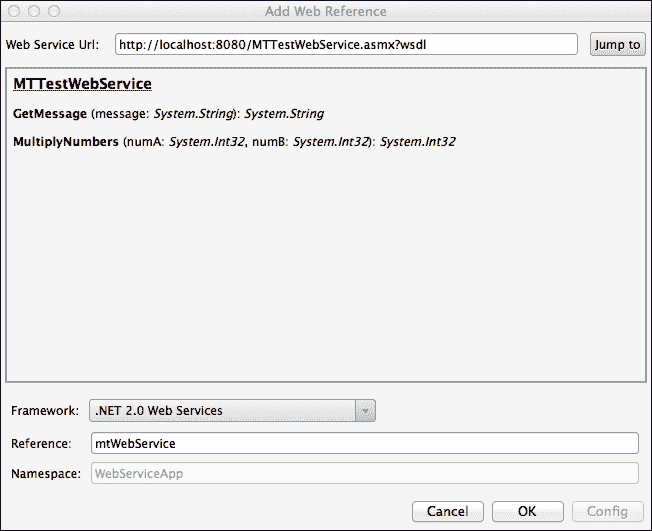 Add Web Reference
Web Service Url: http://localhost:8080/MTTestWebService.asmx?wsdl Jump to
MTTestWebService
GetMessage (message: System.String): System.String
MultiplyNumbers (numA: System.Int32, numB: System.Int32): System.Int32
Framework: .NET 2.0 Web Services
Reference: mtWebService
Namespace: WebServiceApp
Cancel OK Config